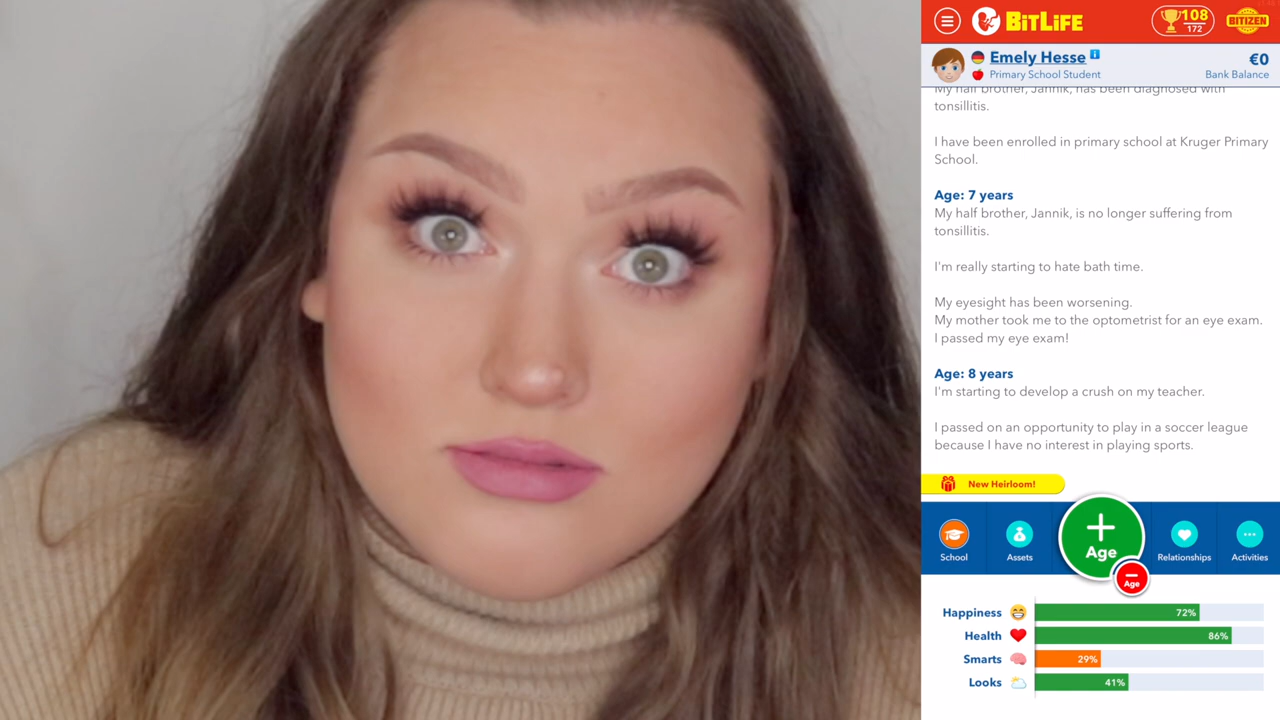 BitLife
108
172
BITIZEN
Emely Hesse i
€0
Primary School Student
Bank Balance
My half brother, Jannik, has been diagnosed with
tonsillitis.
I have been enrolled in primary school at Kruger Primary
School.
Age: 7 years
My half brother, Jannik, is no longer suffering from
tonsillitis.
I'm really starting to hate bath time.
My eyesight has been worsening.
My mother took me to the optometrist for an eye exam.
I passed my eye exam!
Age: 8 years
I'm starting to develop a crush on my teacher.
I passed on an opportunity to play in a soccer league
because I have no interest in playing sports.
New Heirloom!
School
Assets
Age
Relationships
Activities
Age
Happiness
72%
Health
86%
Smarts
29%
Looks
41%